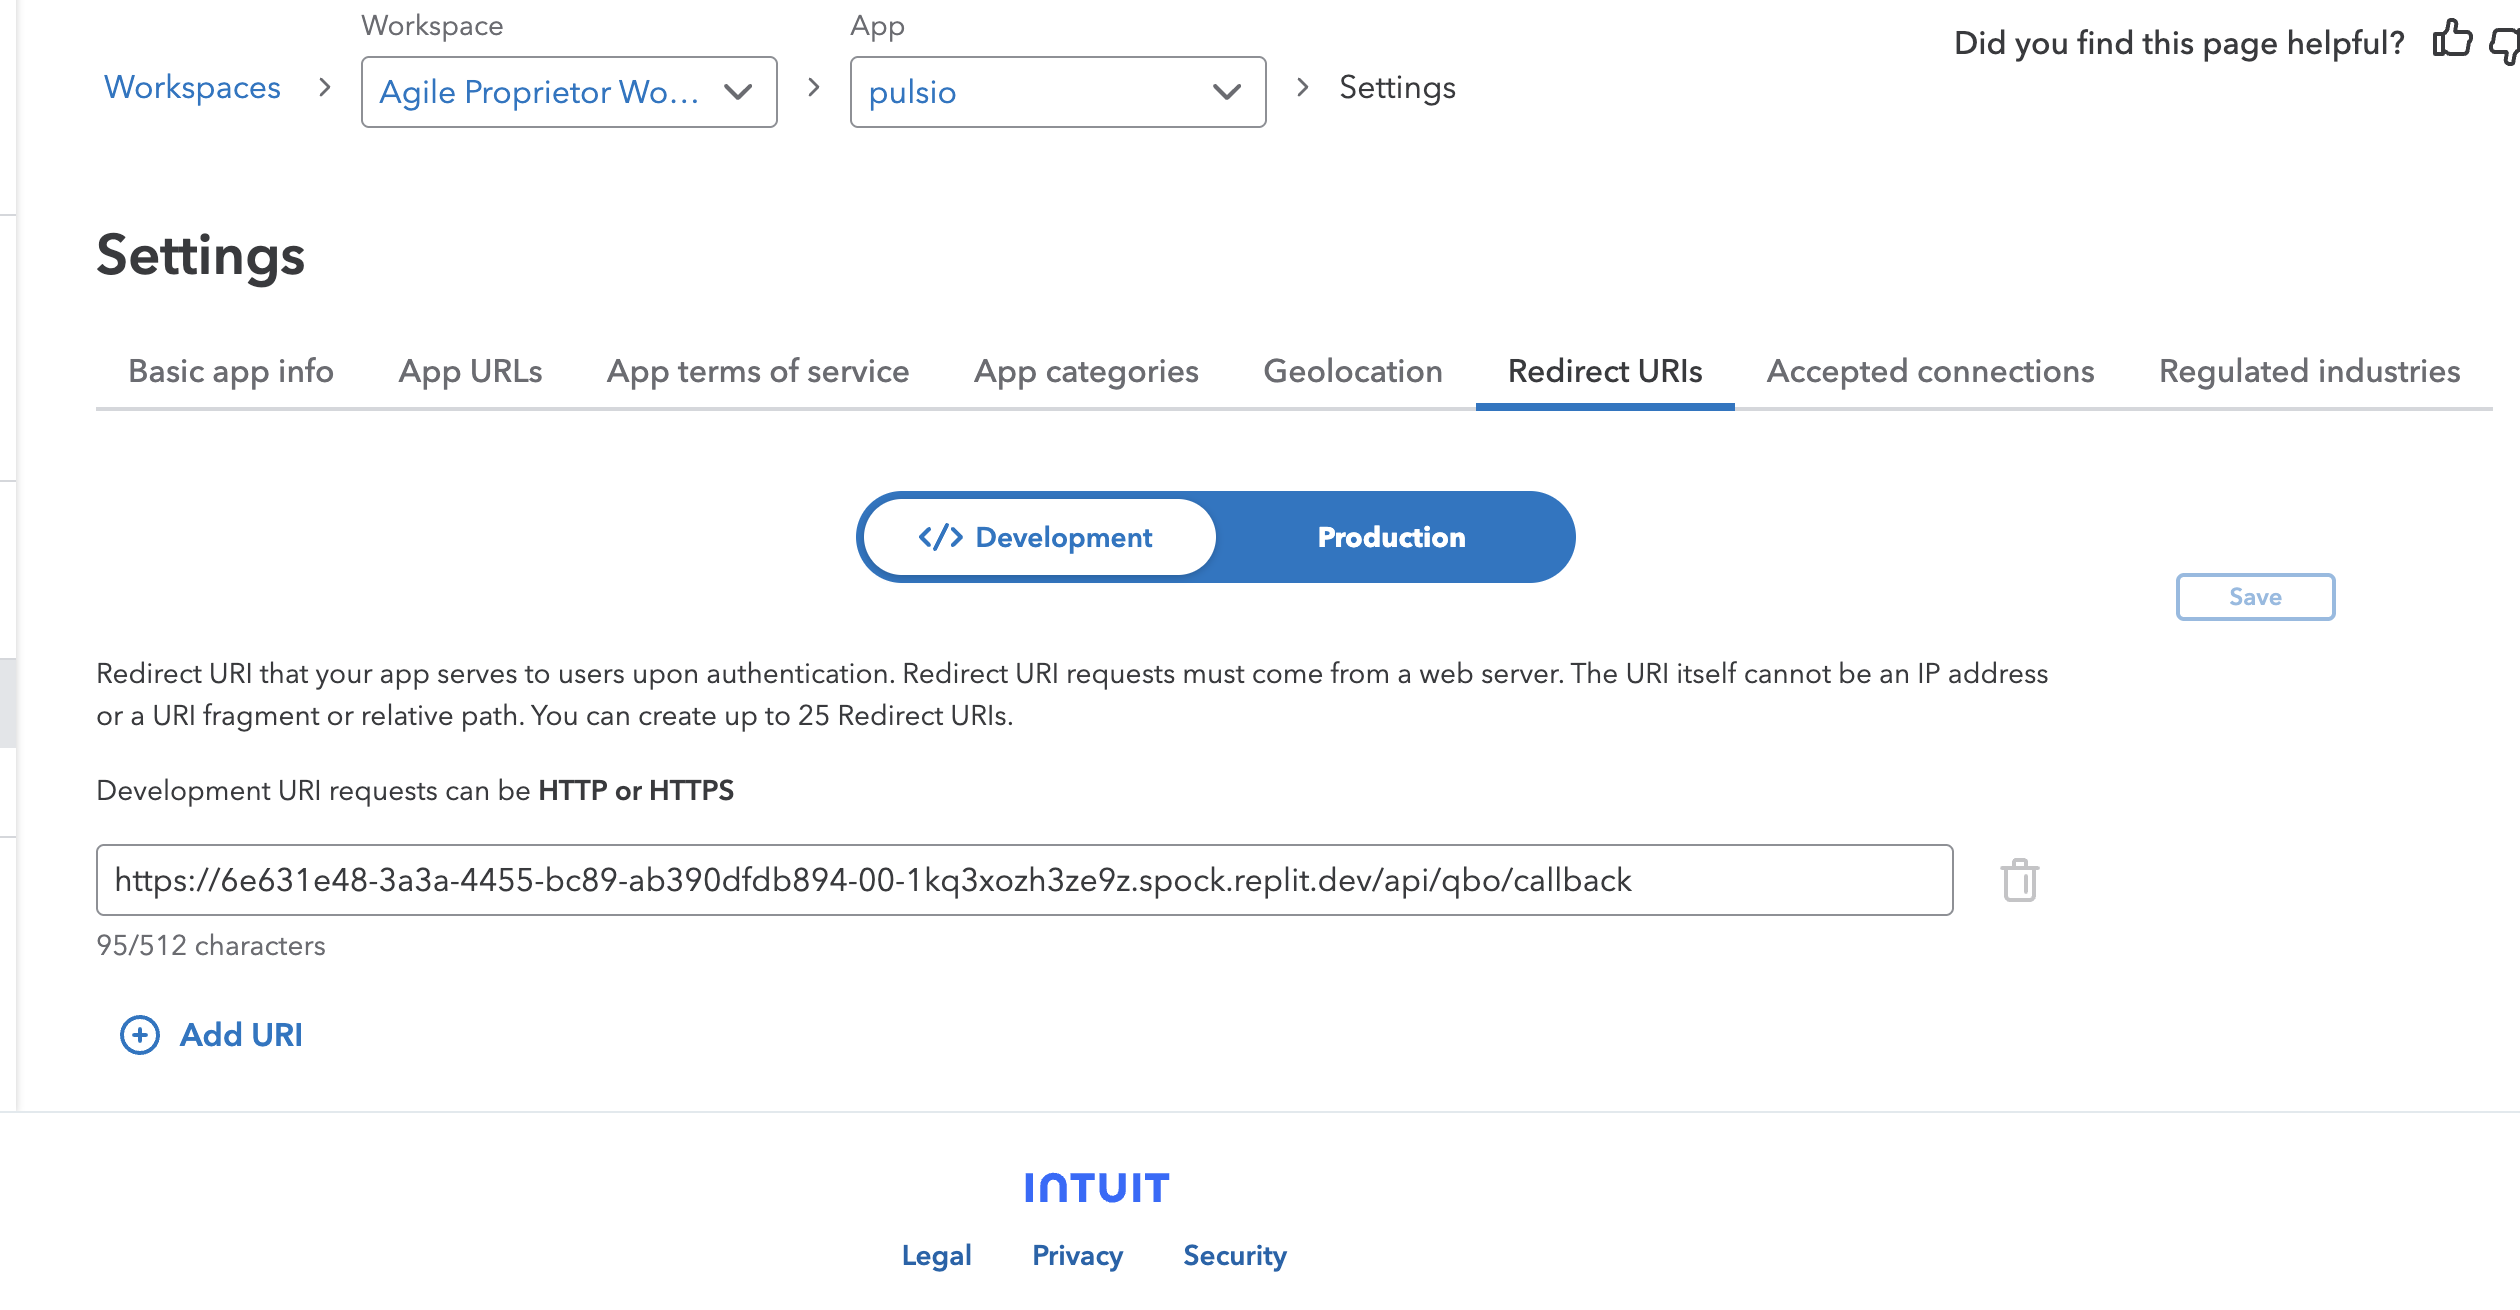 Workspace
App
Did you find this page helpful?
Workspaces
Agile Proprietor Wo...
pulsio
Settings
Settings
Basic app info
App URLs
App terms of service
App categories
Geolocation
Redirect URIs
Accepted connections
Regulated industries
</> Development
Production
Save
Redirect URI that your app serves to users upon authentication. Redirect URI requests must come from a web server. The URI itself cannot be an IP address
or a URI fragment or relative path. You can create up to 25 Redirect URIs.
Development URI requests can be HTTP or HTTPS
https://6e631e48-3a3a-4455-bc89-ab390dfdb894-00-1kq3xozh3ze9z.spock.replit.dev/api/qbo/callback
95/512 characters
Add URI
INTUIT
Legal
Privacy
Security